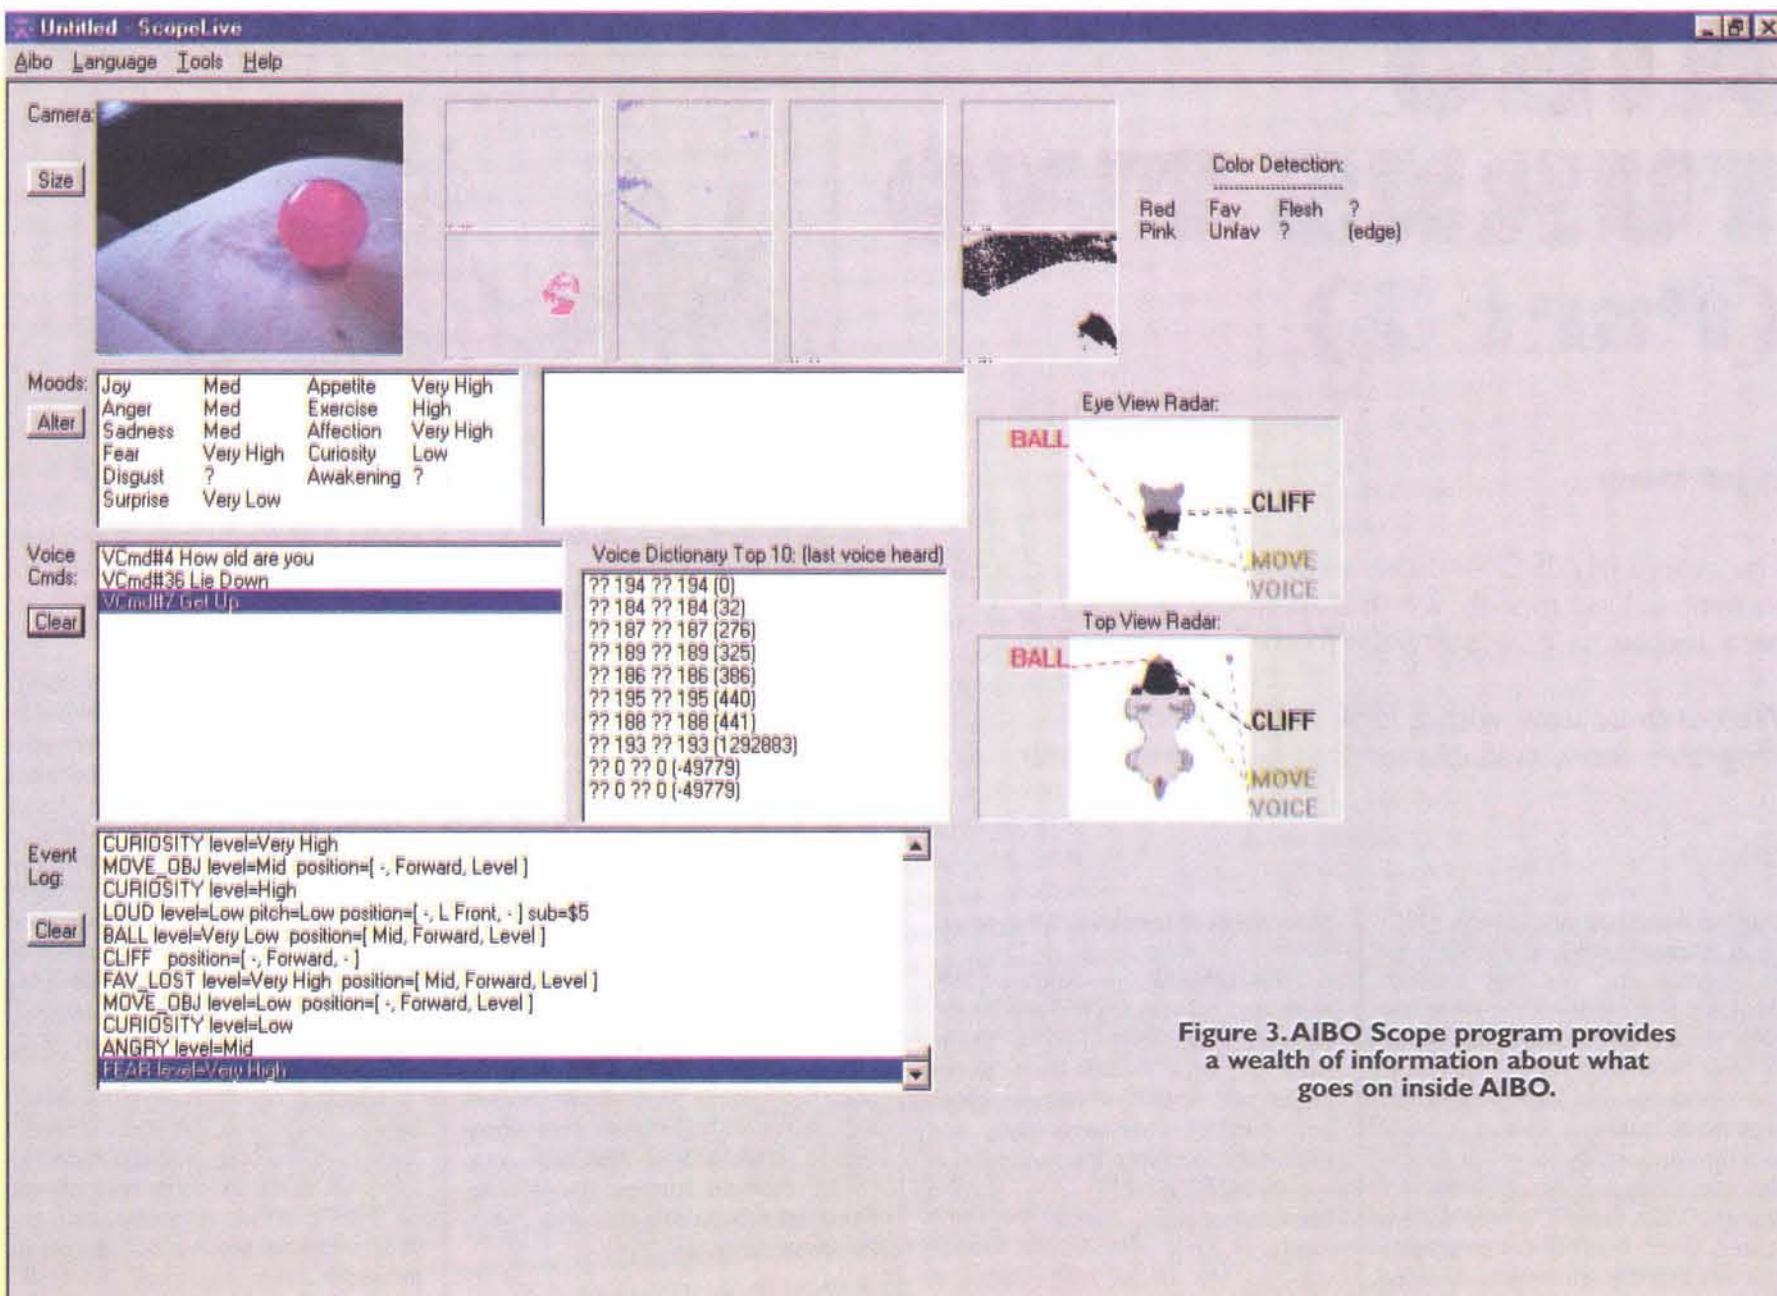 Untitled - ScopeLive
Aibo Language Tools Help
Camera:
Size
Color Detection:
Red Fav Flesh ?
Pink Unfav ? (edge)
Moods:
Alter
Joy Med Appetite Very High
Anger Med Exercise High
Sadness Med Affection Very High
Fear Very High Curiosity Low
Disgust ? Awakening ?
Surprise Very Low
Eye View Radar:
BALL
CLIFF
MOVE
VOICE
Voice
Cmds:
Clear
VCmd#4 How old are you
VCmd#36 Lie Down
VCmd#7 Get Up
Voice Dictionary Top 10: (last voice heard)
?? 194 ?? 194 (0)
?? 184 ?? 184 (32)
?? 187 ?? 187 (276)
?? 189 ?? 189 (325)
?? 186 ?? 186 (386)
?? 195 ?? 195 (440)
?? 188 ?? 188 (441)
?? 193 ?? 193 (1292883)
?? 0 ?? 0 (-49779)
?? 0 ?? 0 (-49779)
Top View Radar:
BALL
CLIFF
MOVE
VOICE
Event
Log:
Clear
CURIOSITY level=Very High
MOVE_OBJ level=Mid position=[ -, Forward, Level ]
CURIOSITY level=High
LOUD level=Low pitch=Low position=[ -, L Front, - ] sub=$5
BALL level=Very Low position=[ Mid, Forward, Level ]
CLIFF position=[ -, Forward, - ]
FAV_LOST level=Very High position=[ Mid, Forward, Level ]
MOVE_OBJ level=Low position=[ -, Forward, Level ]
CURIOSITY level=Low
ANGRY level=Mid
FEAR level=Very High
Figure 3. AIBO Scope program provides
a wealth of information about what
goes on inside AIBO.